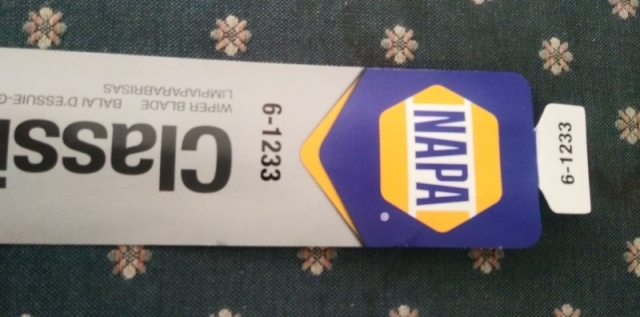 NAPA
6-1233
6-1233
Classi
WIPER BLADE BALAI D'ESSUIE-G
LIMPIAPARABRISAS